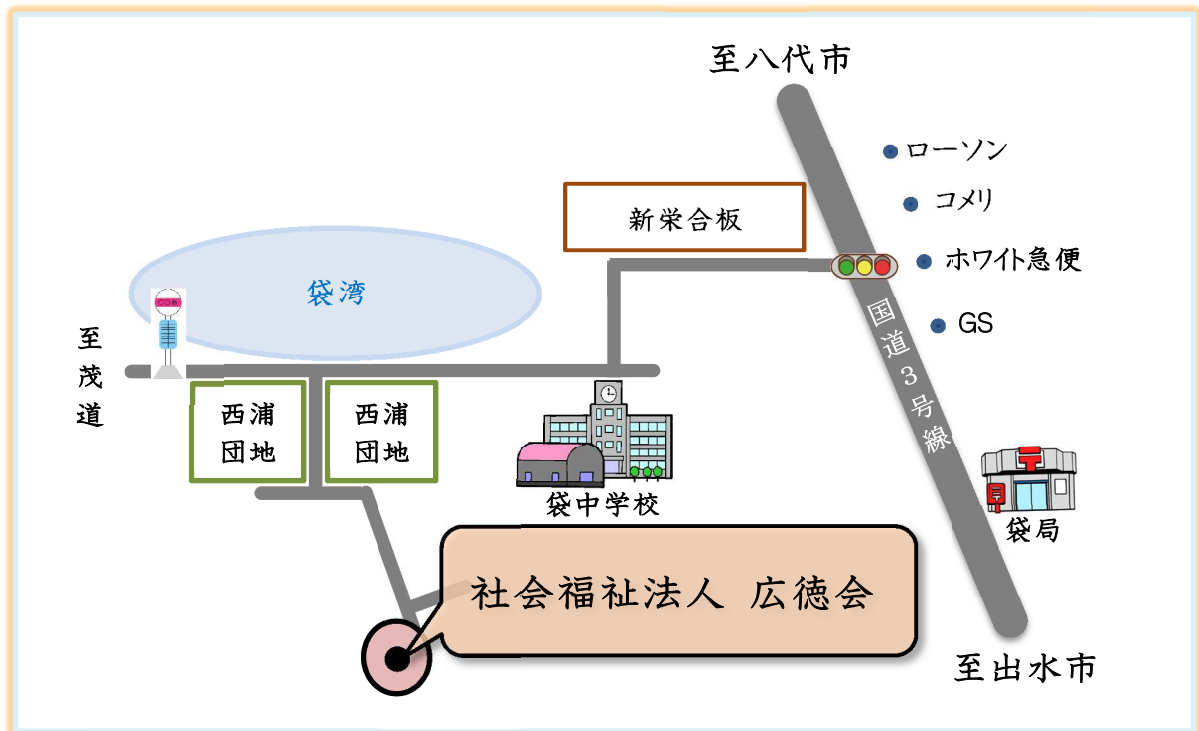 至八代市
ローソン
コメリ
新栄合板
ホワイト急便
袋湾
GS
国道3号線
至茂道
西浦
団地
西浦
団地
袋中学校
〒
袋局
社会福祉法人 広徳会
至出水市